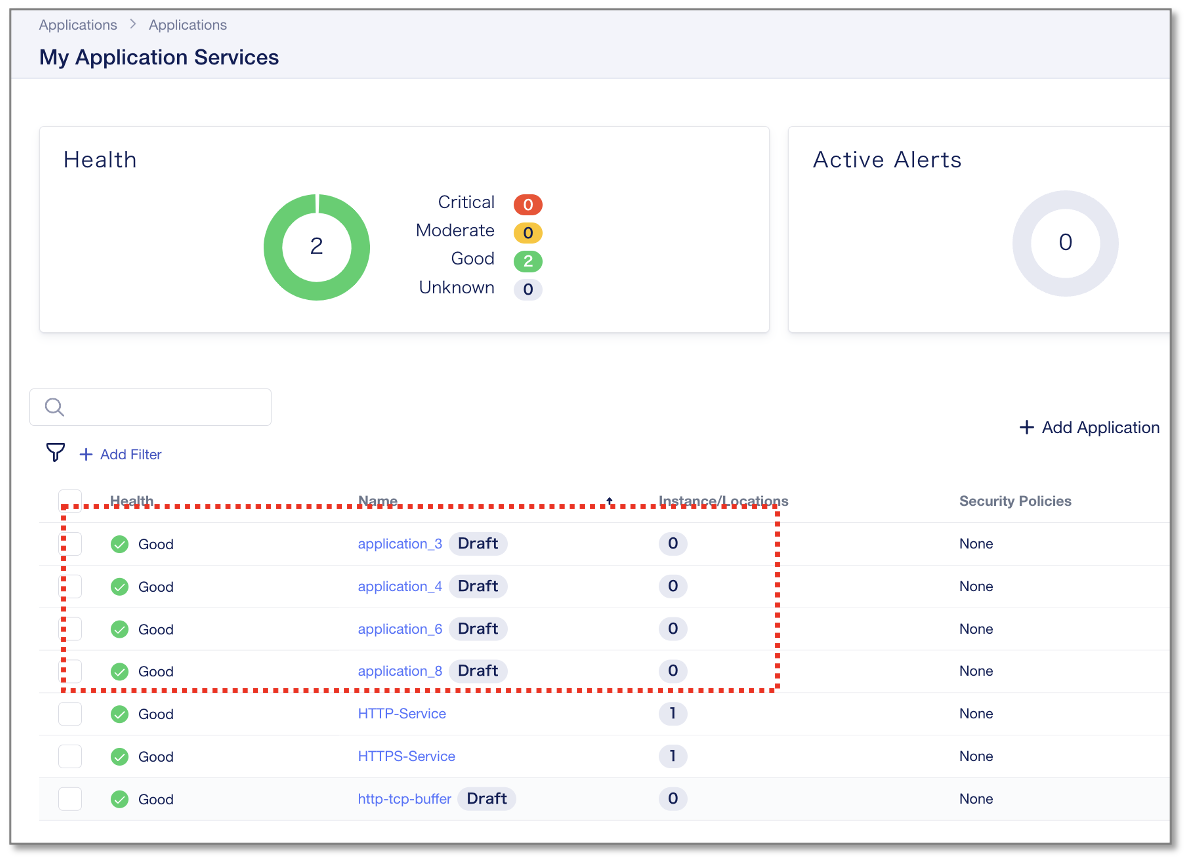 Applications > Applications
My Application Services
Health
2
Critical 0
Moderate 0
Good 2
Unknown 0
Active Alerts
0
+ Add Application
+ Add Filter
Health Name Instance/Locations Security Policies
Good application_3 Draft 0 None
Good application_4 Draft 0 None
Good application_6 Draft 0 None
Good application_8 Draft 0 None
Good HTTP-Service 1 None
Good HTTPS-Service 1 None
Good http-tcp-buffer Draft 0 None